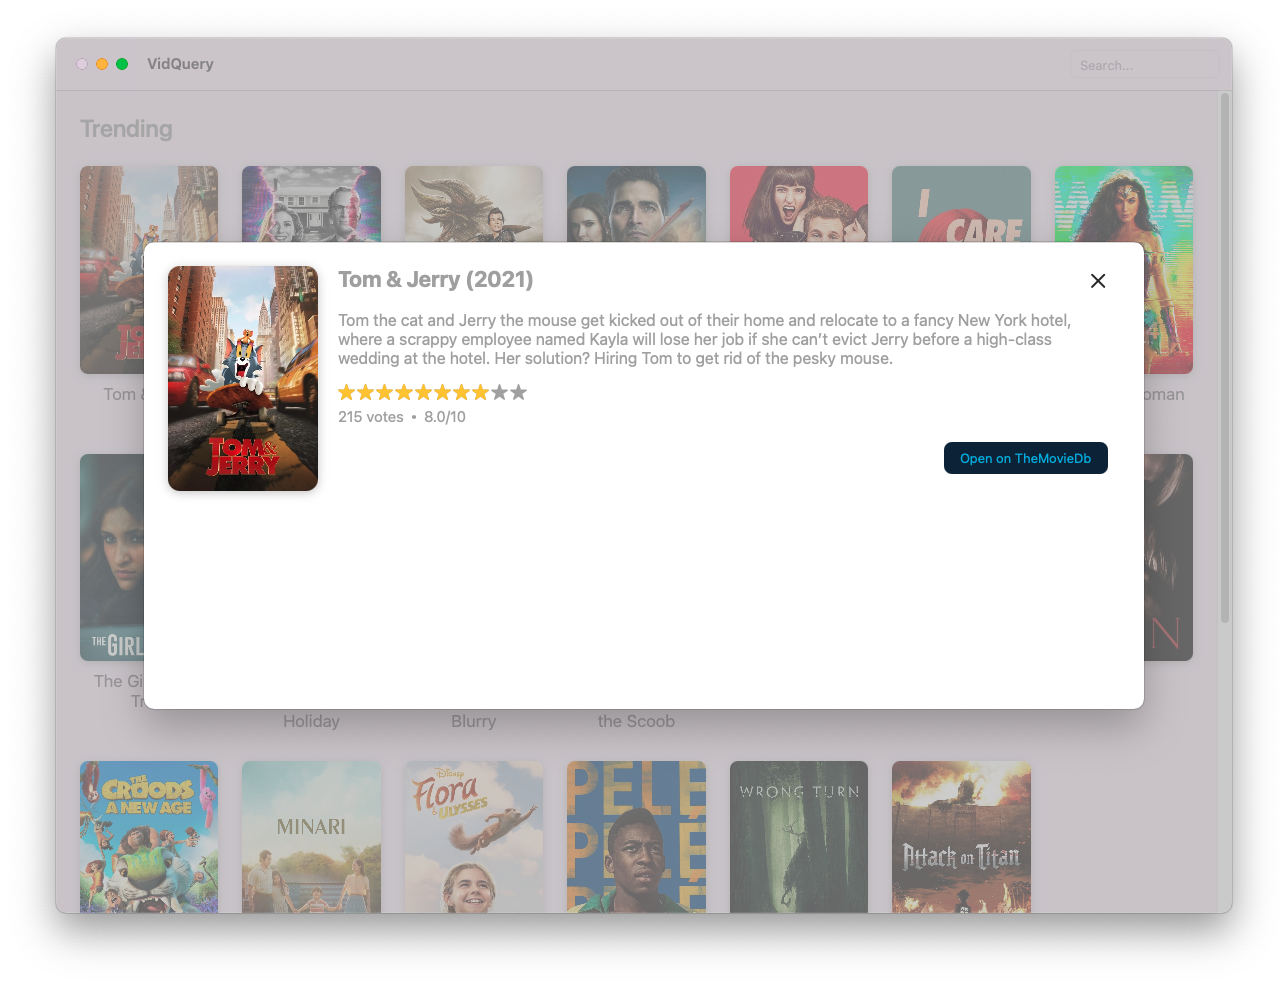 VidQuery
Search...
Trending
I
CARE
WW
Tom &
oman
Tom & Jerry (2021)
Tom the cat and Jerry the mouse get kicked out of their home and relocate to a fancy New York hotel,
where a scrappy employee named Kayla will lose her job if she can’t evict Jerry before a high-class
wedding at the hotel. Her solution? Hiring Tom to get rid of the pesky mouse.
215 votes • 8.0/10
Open on TheMovieDb
TOM&
JERRY
THE GIRL
N
The Gi
Tr
Holiday
Blurry
the Scoob
THE
CROODS
A NEW AGE
MINARI
Disney
Flora
& ULYSSES
PELÉ
PELÉ
PELÉ
WRONG TURN
Attack on Titan